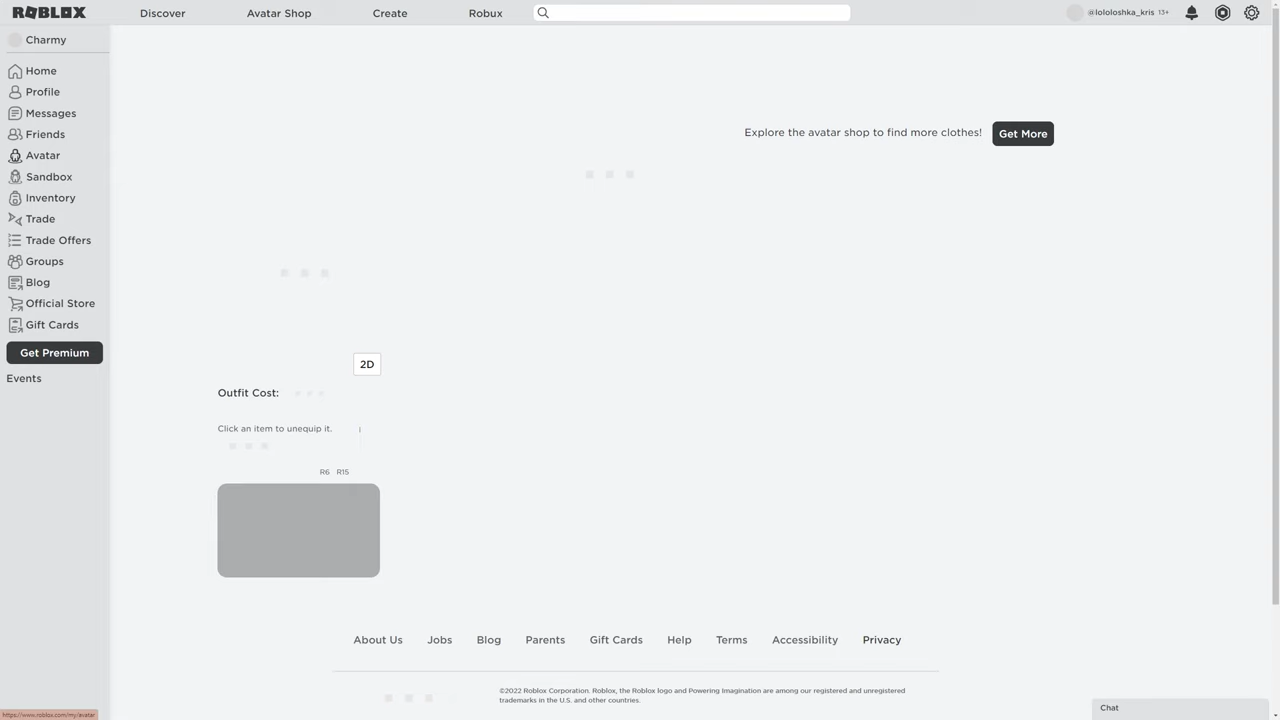 ROBLOX
Discover
Avatar Shop
Create
Robux
@lololoshka_kris 13+
Charmy
Home
Profile
Messages
Friends
Avatar
Sandbox
Inventory
Trade
Trade Offers
Groups
Blog
Official Store
Gift Cards
Get Premium
Events
Explore the avatar shop to find more clothes!
Get More
2D
Outfit Cost:
Click an item to unequip it.
R6 R15
About Us
Jobs
Blog
Parents
Gift Cards
Help
Terms
Accessibility
Privacy
©2022 Roblox Corporation. Roblox, the Roblox logo and Powering Imagination are among our registered and unregistered
trademarks in the U.S. and other countries.
Chat
https://www.roblox.com/my/avatar